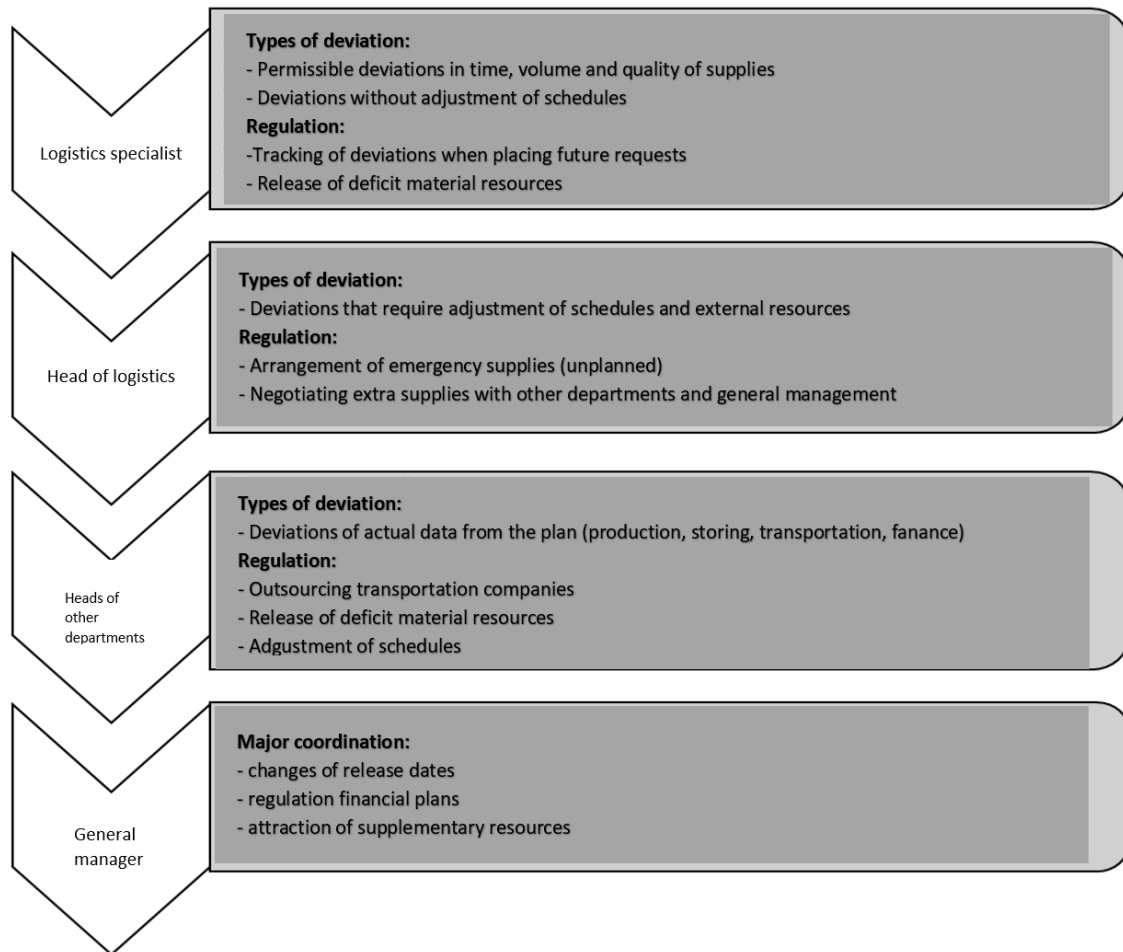 Types of deviation:
- Permissible deviations in time, volume and quality of supplies
- Deviations without adjustment of schedules
Regulation:
-Tracking of deviations when placing future requests
- Release of deficit material resources
Logistics specialist
Types of deviation:
- Deviations that require adjustment of schedules and external resources
Regulation:
- Arrangement of emergency supplies (unplanned)
- Negotiating extra supplies with other departments and general management
Head of logistics
Types of deviation:
- Deviations of actual data from the plan (production, storing, transportation, fanance)
Regulation:
- Outsourcing transportation companies
- Release of deficit material resources
- Adgustment of schedules
Heads of
other
departments
Major coordination:
- changes of release dates
- regulation financial plans
- attraction of supplementary resources
General
manager